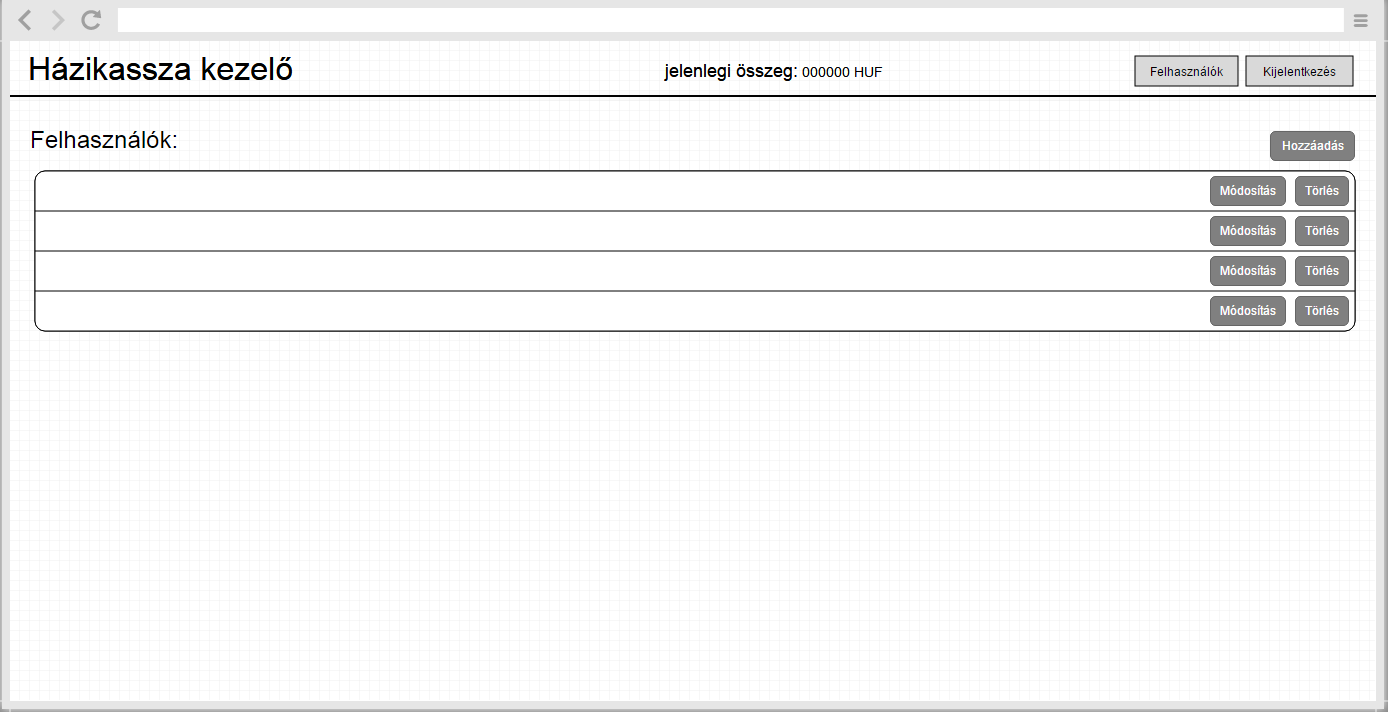 Házikassza kezelő
jelenlegi összeg: 000000 HUF
Felhasználók
Kijelentkezés
Felhasználók:
Hozzáadás
Módosítás Törlés
Módosítás Törlés
Módosítás Törlés
Módosítás Törlés